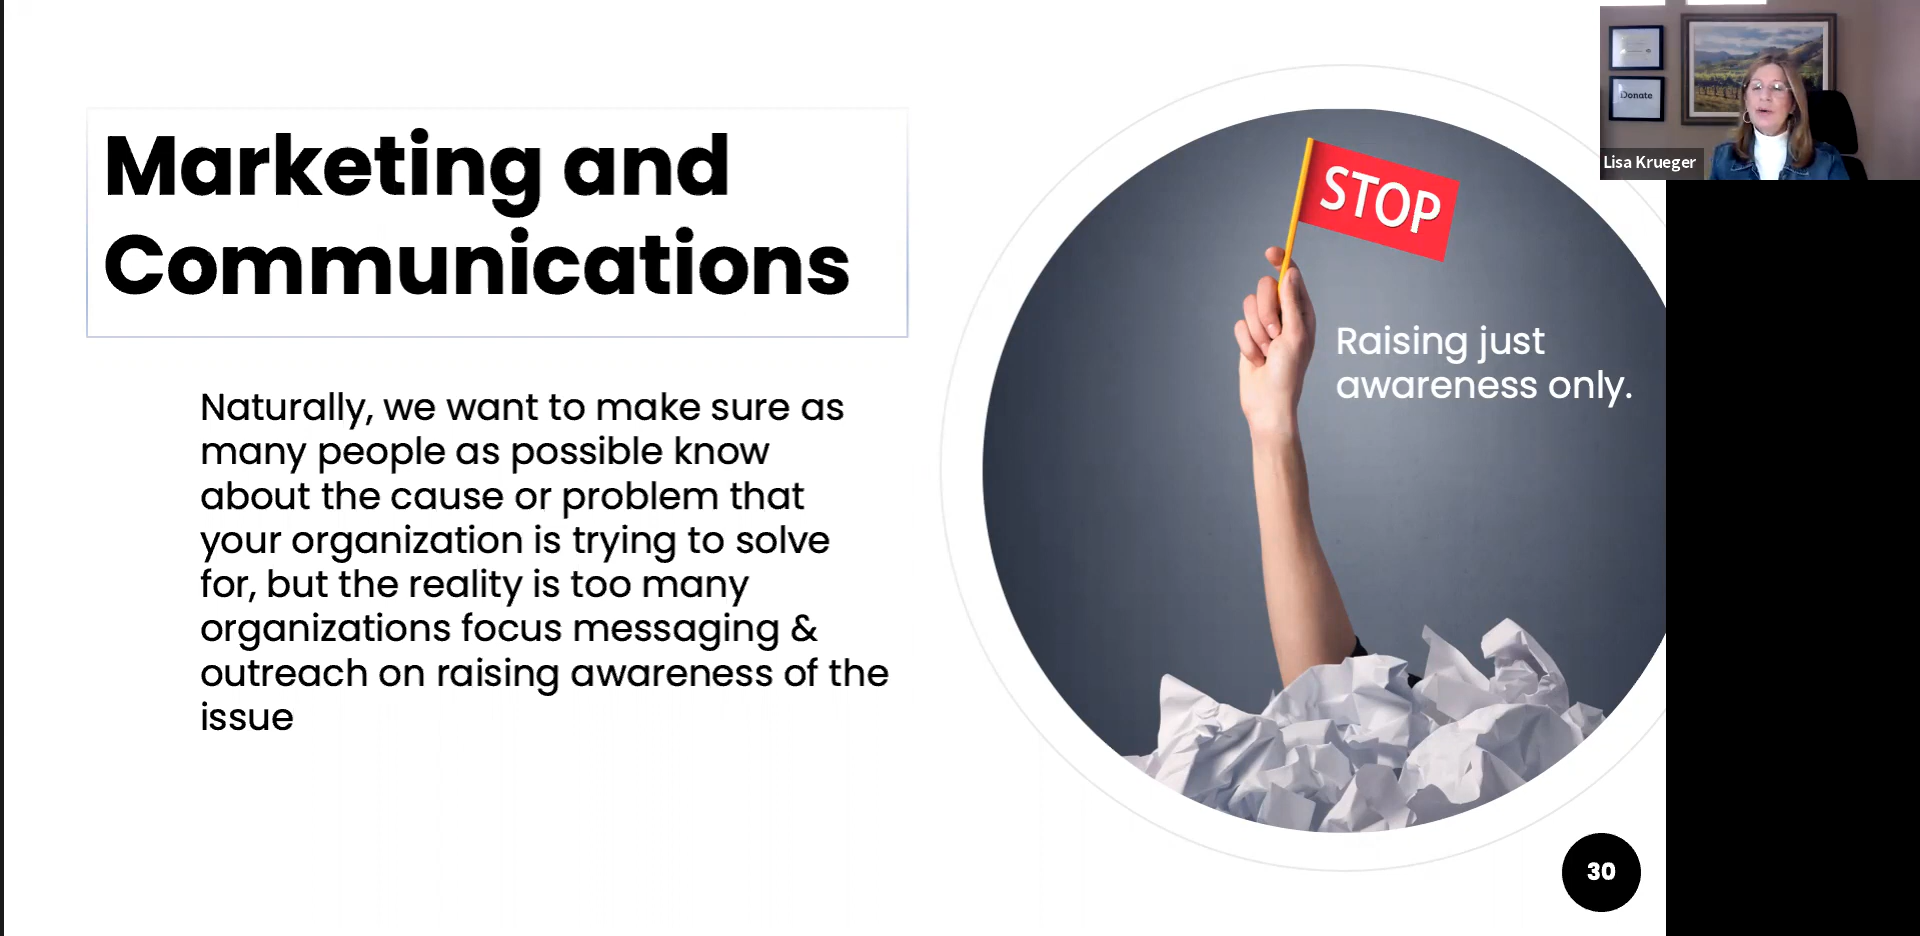 Marketing and
Communications
Naturally, we want to make sure as
many people as possible know
about the cause or problem that
your organization is trying to solve
for, but the reality is too many
organizations focus messaging &
outreach on raising awareness of the
issue
STOP
Raising just
awareness only.
30
Donate
Lisa Krueger